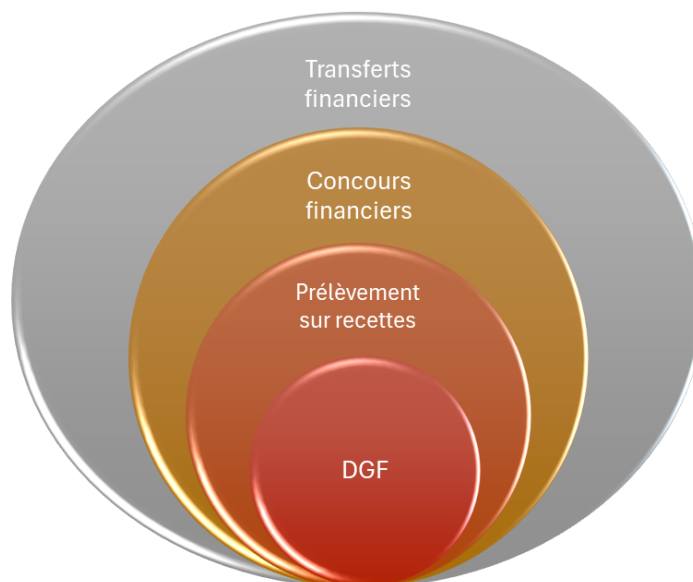 Transferts
financiers
Concours
financiers
Prélèvement
sur recettes
DGF